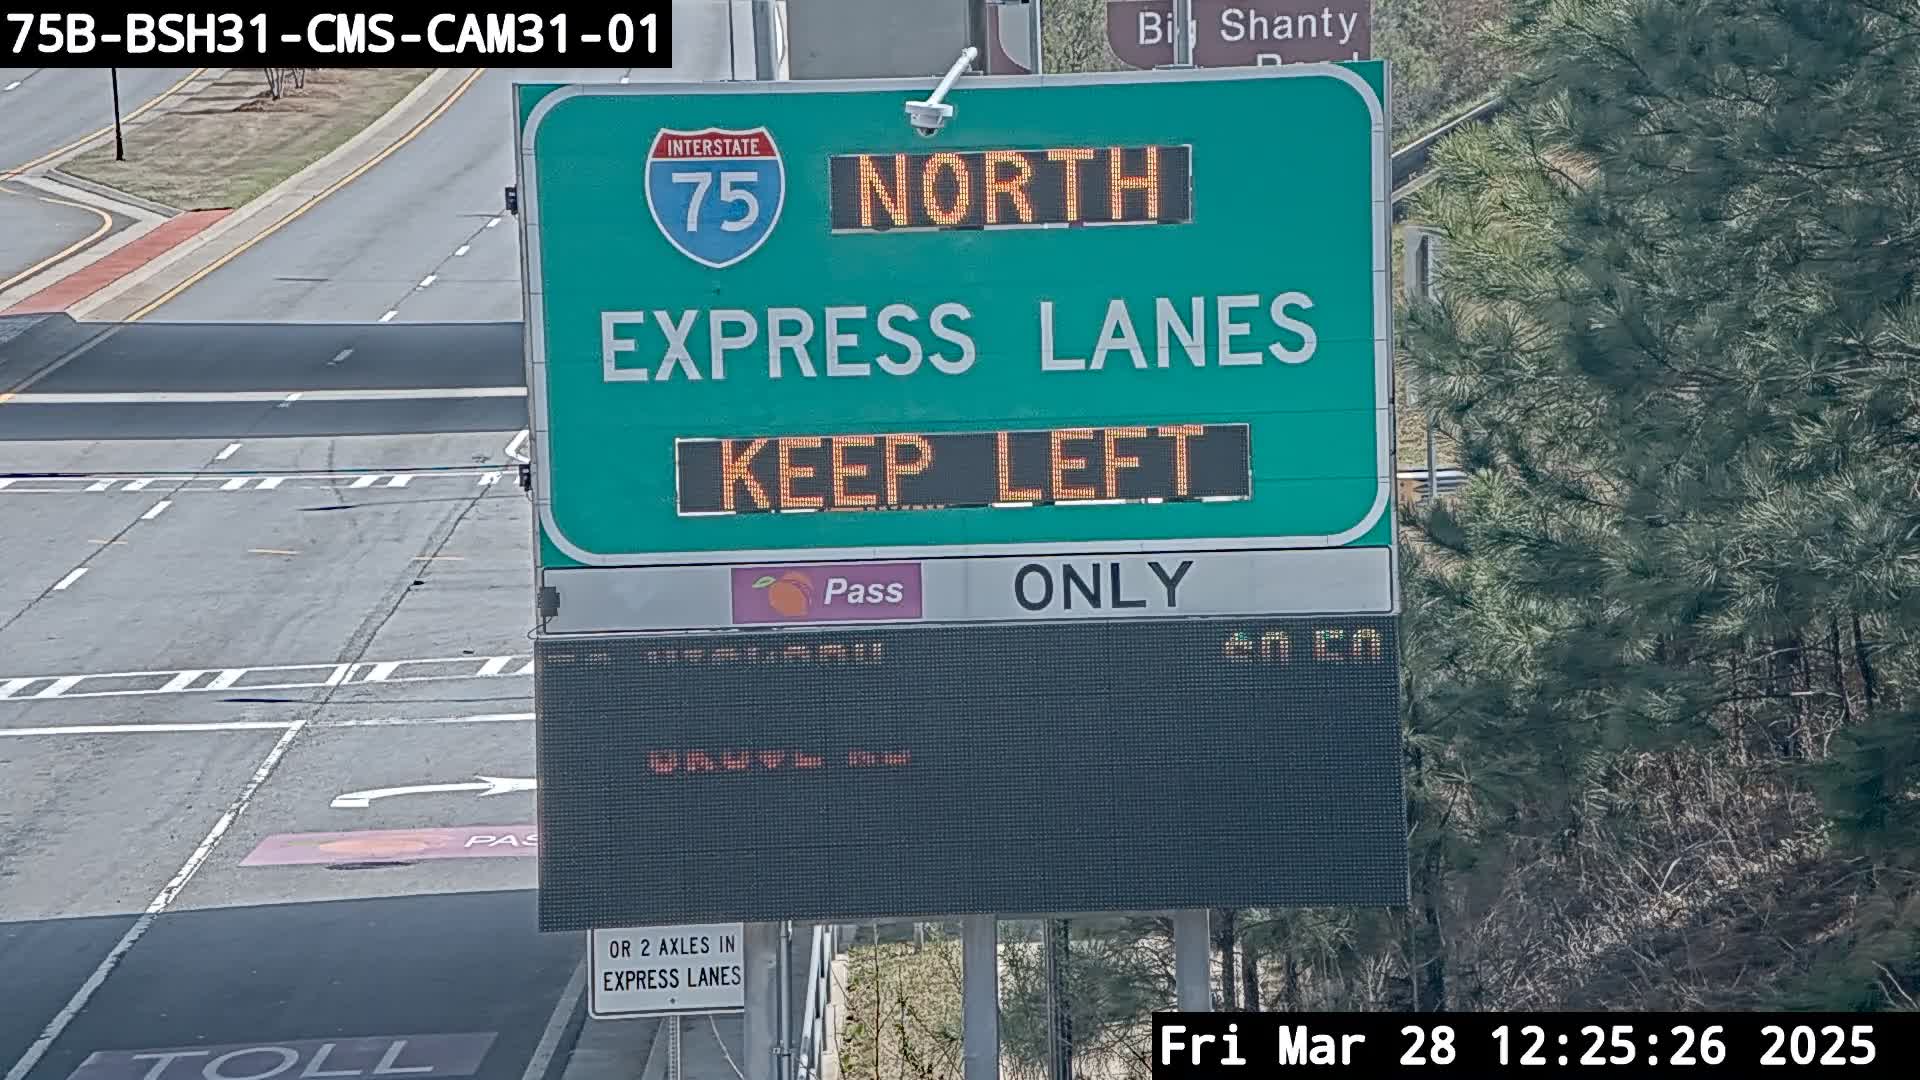 75B-BSH31-CMS-CAM31-01
Big Shanty
INTERSTATE
75
NORTH
EXPRESS LANES
KEEP LEFT
Pass ONLY
PAS
OR 2 AXLES IN
EXPRESS LANES
TOLL
Fri Mar 28 12:25:26 2025